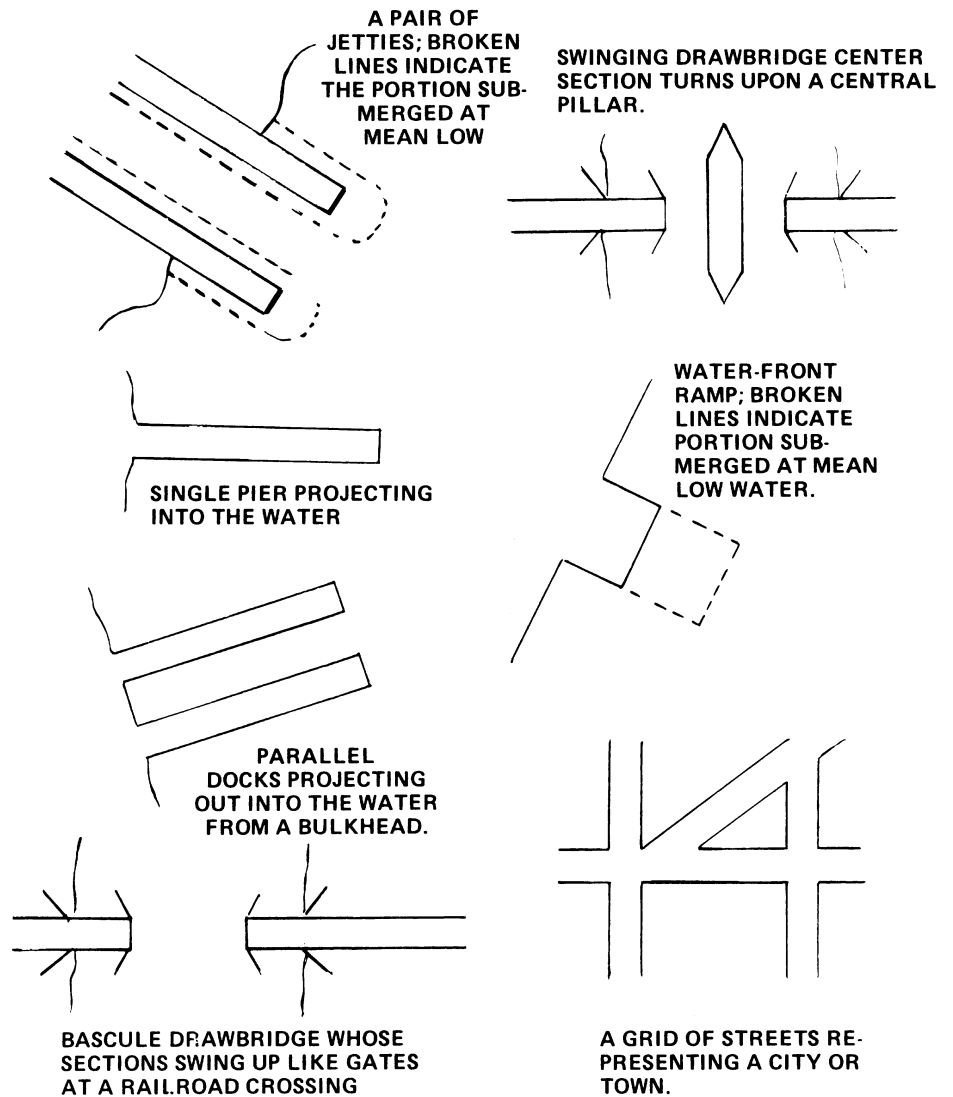 A PAIR OF
JETTIES; BROKEN
LINES INDICATE
THE PORTION SUB-
MERGED AT
MEAN LOW
SWINGING DRAWBRIDGE CENTER
SECTION TURNS UPON A CENTRAL
PILLAR.
SINGLE PIER PROJECTING
INTO THE WATER
WATER-FRONT
RAMP; BROKEN
LINES INDICATE
PORTION SUB-
MERGED AT MEAN
LOW WATER.
PARALLEL
DOCKS PROJECTING
OUT INTO THE WATER
FROM A BULKHEAD.
BASCULE DRAWBRIDGE WHOSE
SECTIONS SWING UP LIKE GATES
AT A RAILROAD CROSSING
A GRID OF STREETS RE-
PRESENTING A CITY OR
TOWN.